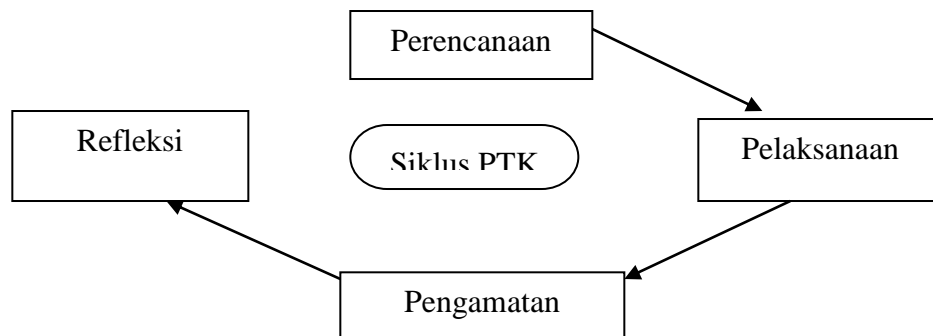 Perencanaan
Refleksi
Siklus PTK
Pelaksanaan
Pengamatan